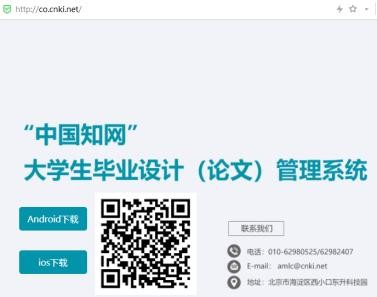 http://co.cnki.net/
“中国知网”
大学生毕业设计（论文）管理系统
Android下载
ios下载
联系我们
电话：010-62980525/62982407
E-mail： amlc@cnki.net
地址：北京市海淀区西小口东升科技园